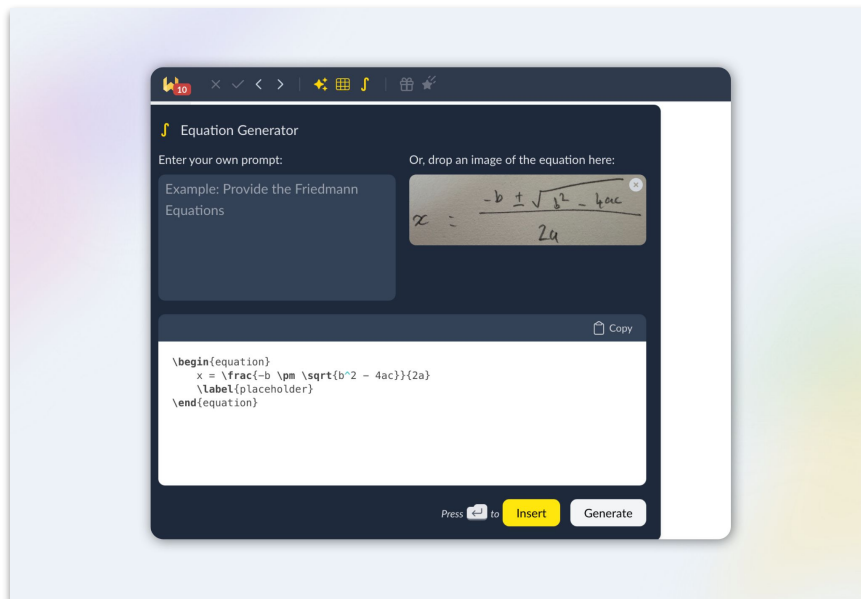 10
Equation Generator
Enter your own prompt:
Or, drop an image of the equation here:
Example: Provide the Friedmann
Equations
x = -b ± √b² - 4ac
2a
Copy
\begin{equation}
    x = \frac{-b \pm \sqrt{b^2 - 4ac}}{2a}
    \label{placeholder}
\end{equation}
Press ↵ to Insert Generate